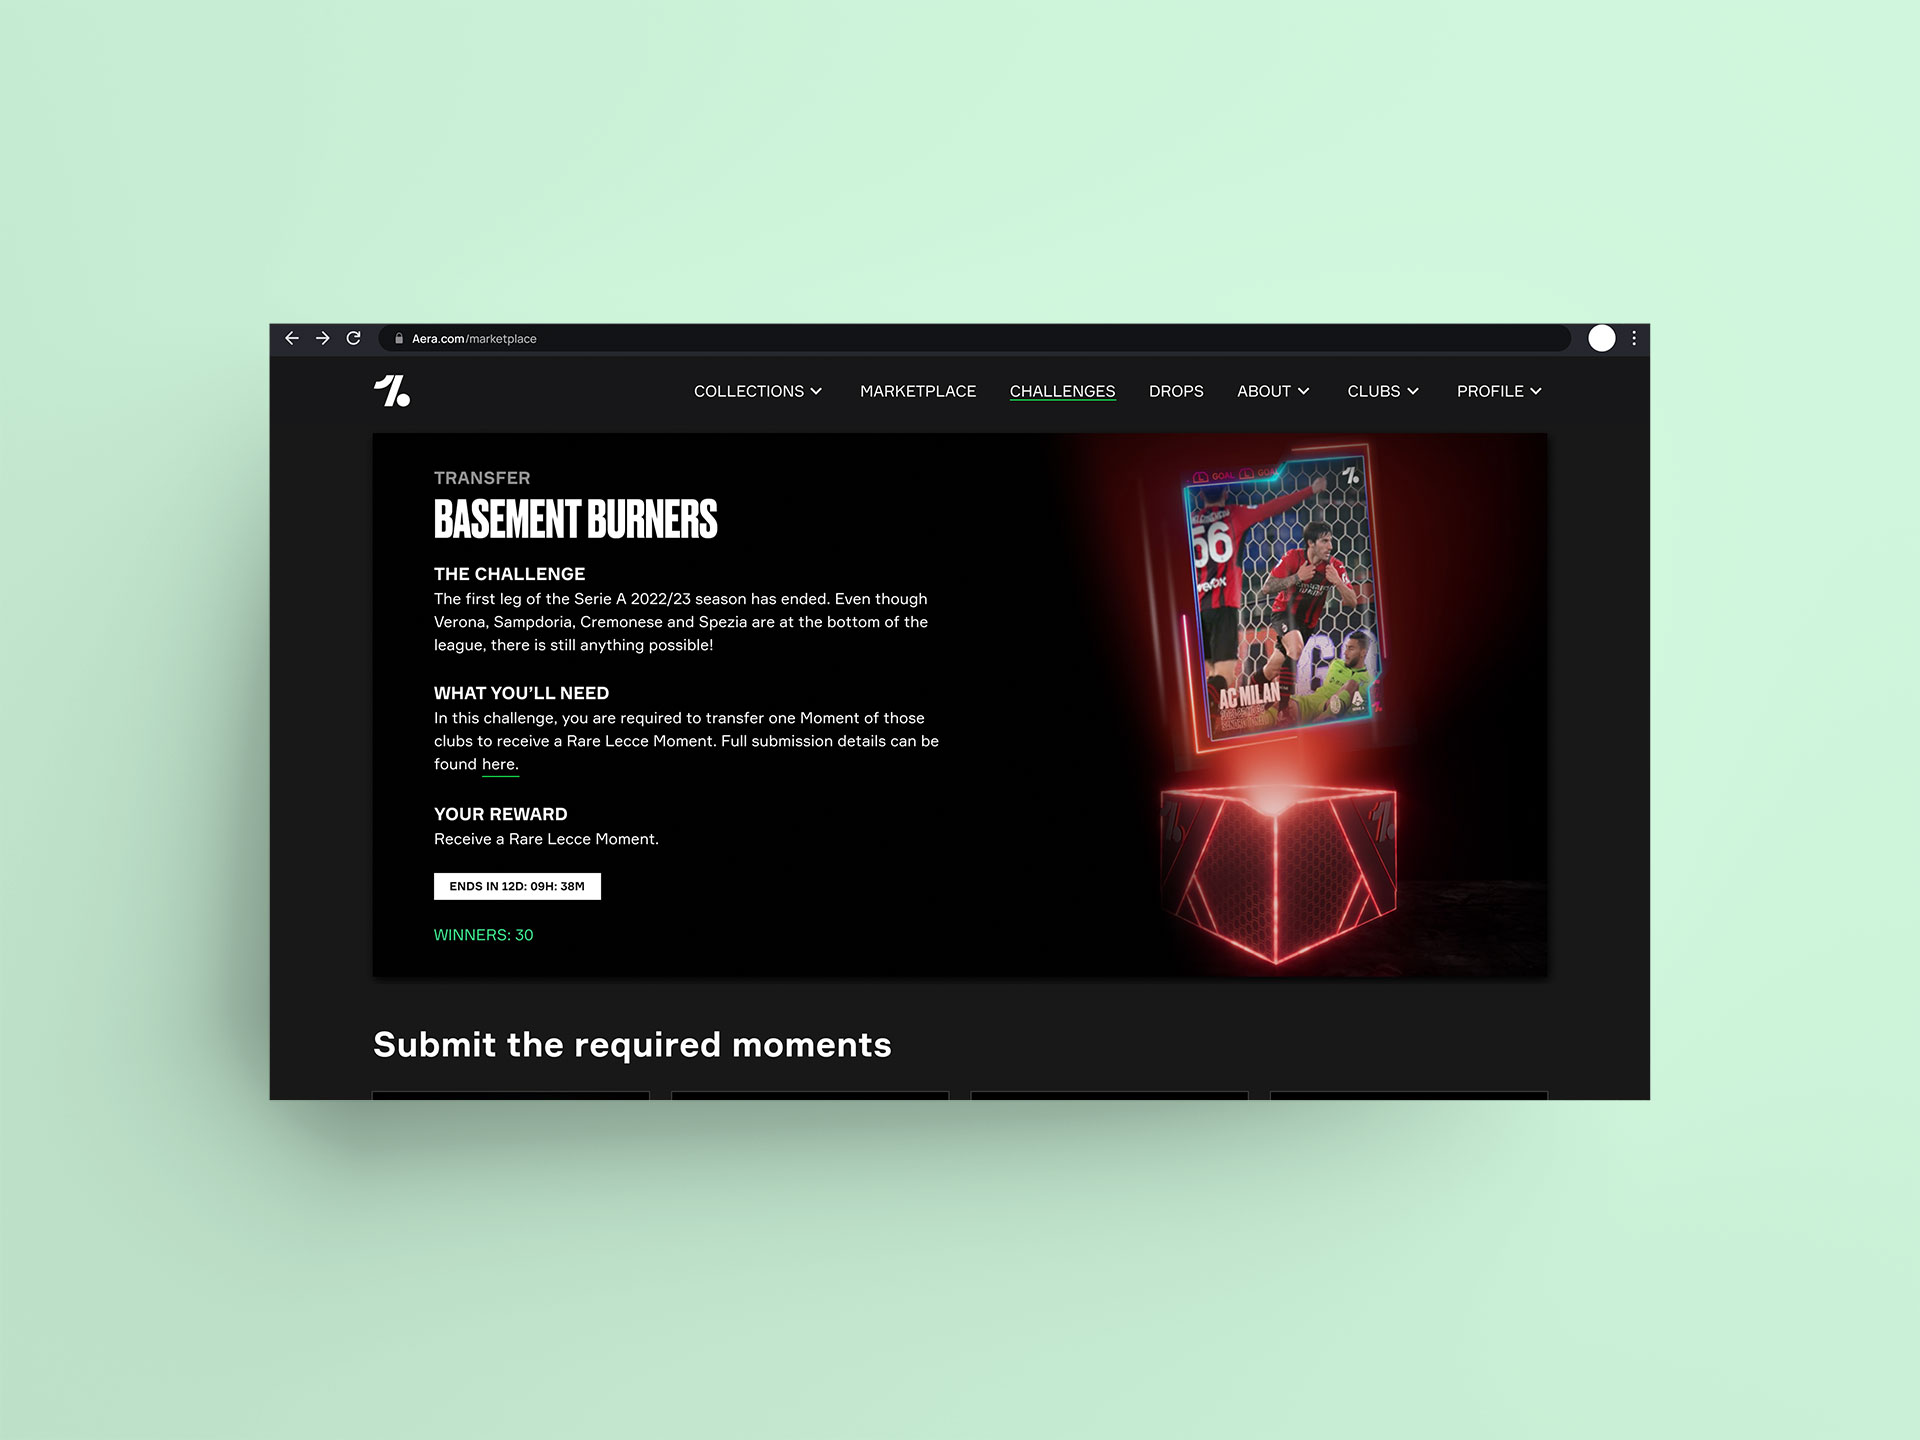 Aera.com/marketplace
COLLECTIONS
MARKETPLACE
CHALLENGES
DROPS
ABOUT
CLUBS
PROFILE
TRANSFER
BASEMENT BURNERS
THE CHALLENGE
The first leg of the Serie A 2022/23 season has ended. Even though
Verona, Sampdoria, Cremonese and Spezia are at the bottom of the
league, there is still anything possible!
WHAT YOU'LL NEED
In this challenge, you are required to transfer one Moment of those
clubs to receive a Rare Lecce Moment. Full submission details can be
found here.
YOUR REWARD
Receive a Rare Lecce Moment.
ENDS IN 12D: 09H: 38M
WINNERS: 30
GOAL GOAL
56
AC MILAN
Submit the required moments